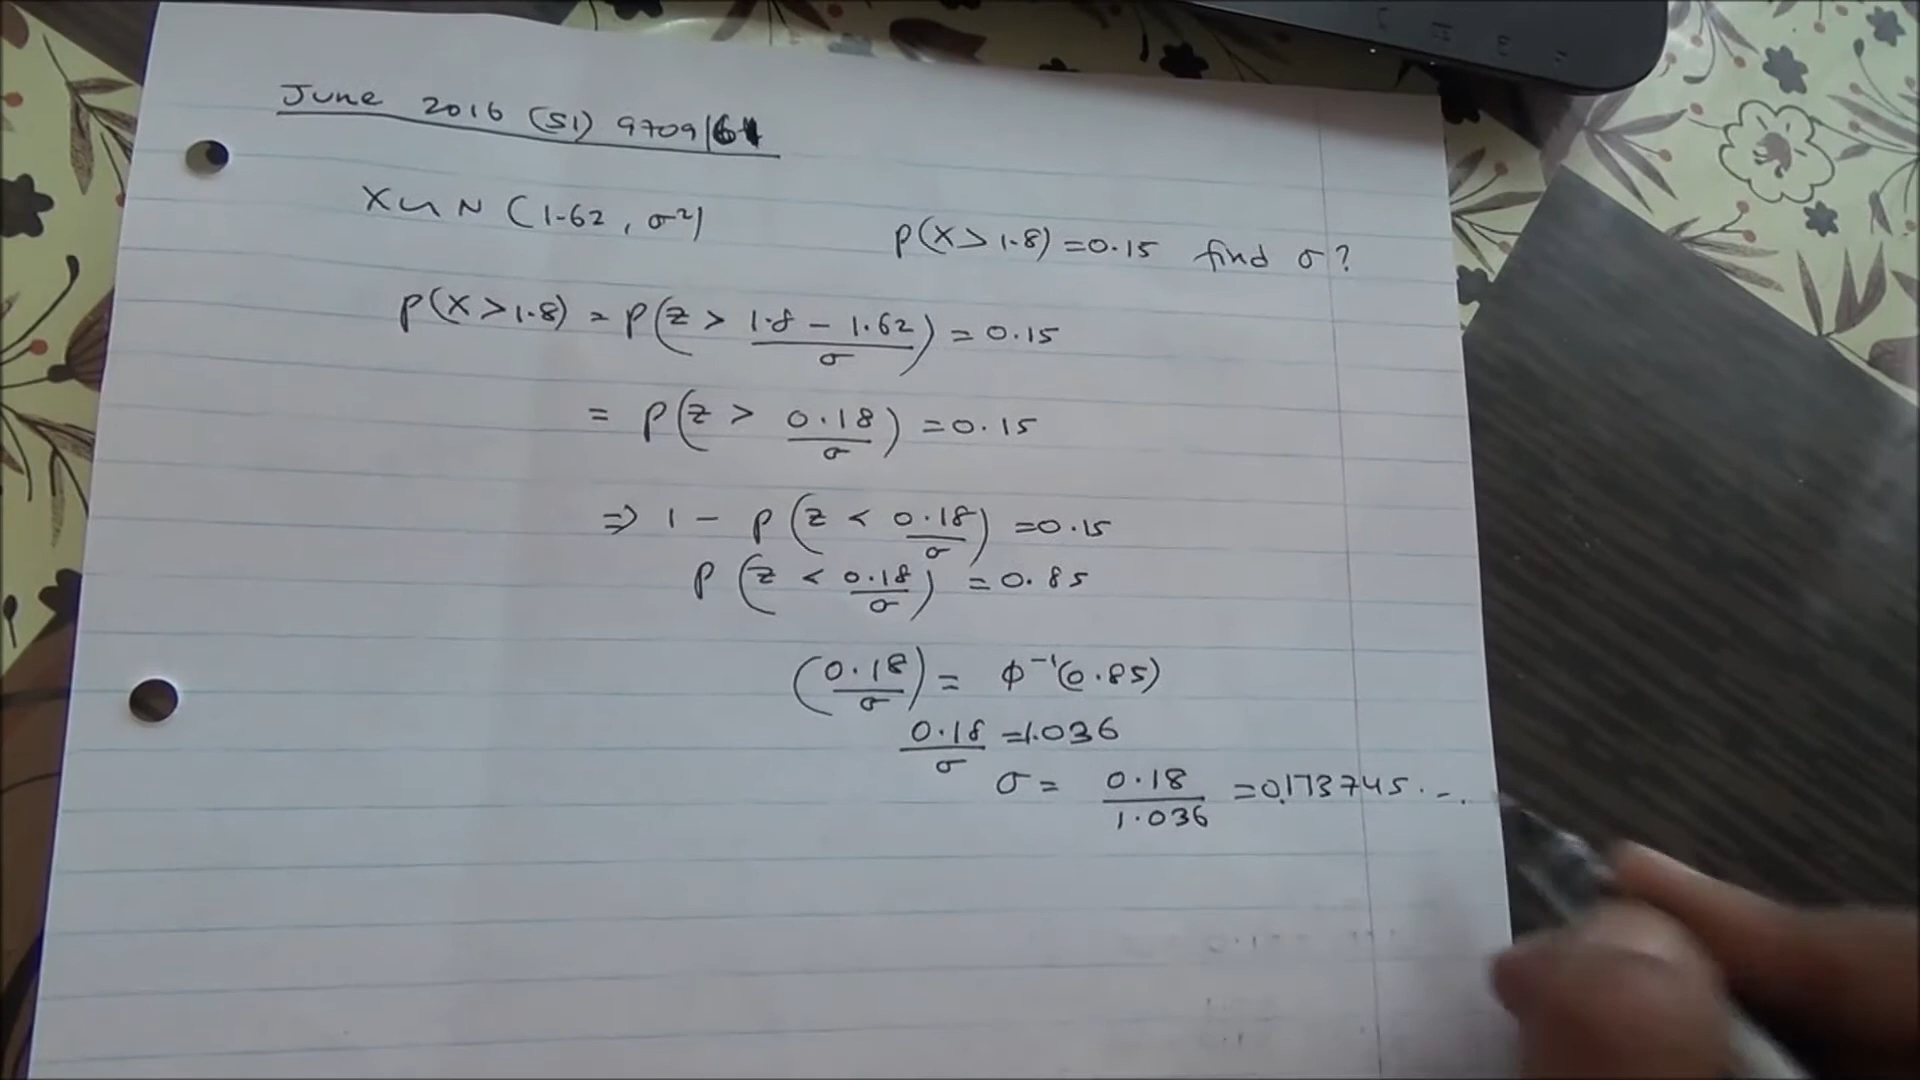 June 2016 (S1) 9709/61
X ~ N (1.62, σ²) P(X > 1.8) = 0.15 find σ?
P(X > 1.8) = P(Z > 1.8 - 1.62/σ) = 0.15
= P(Z > 0.18/σ) = 0.15
⇒ 1 - P(Z < 0.18/σ) = 0.15
P(Z < 0.18/σ) = 0.85
(0.18/σ) = Φ⁻¹(0.85)
0.18/σ = 1.036
σ = 0.18/1.036 = 0.173745...